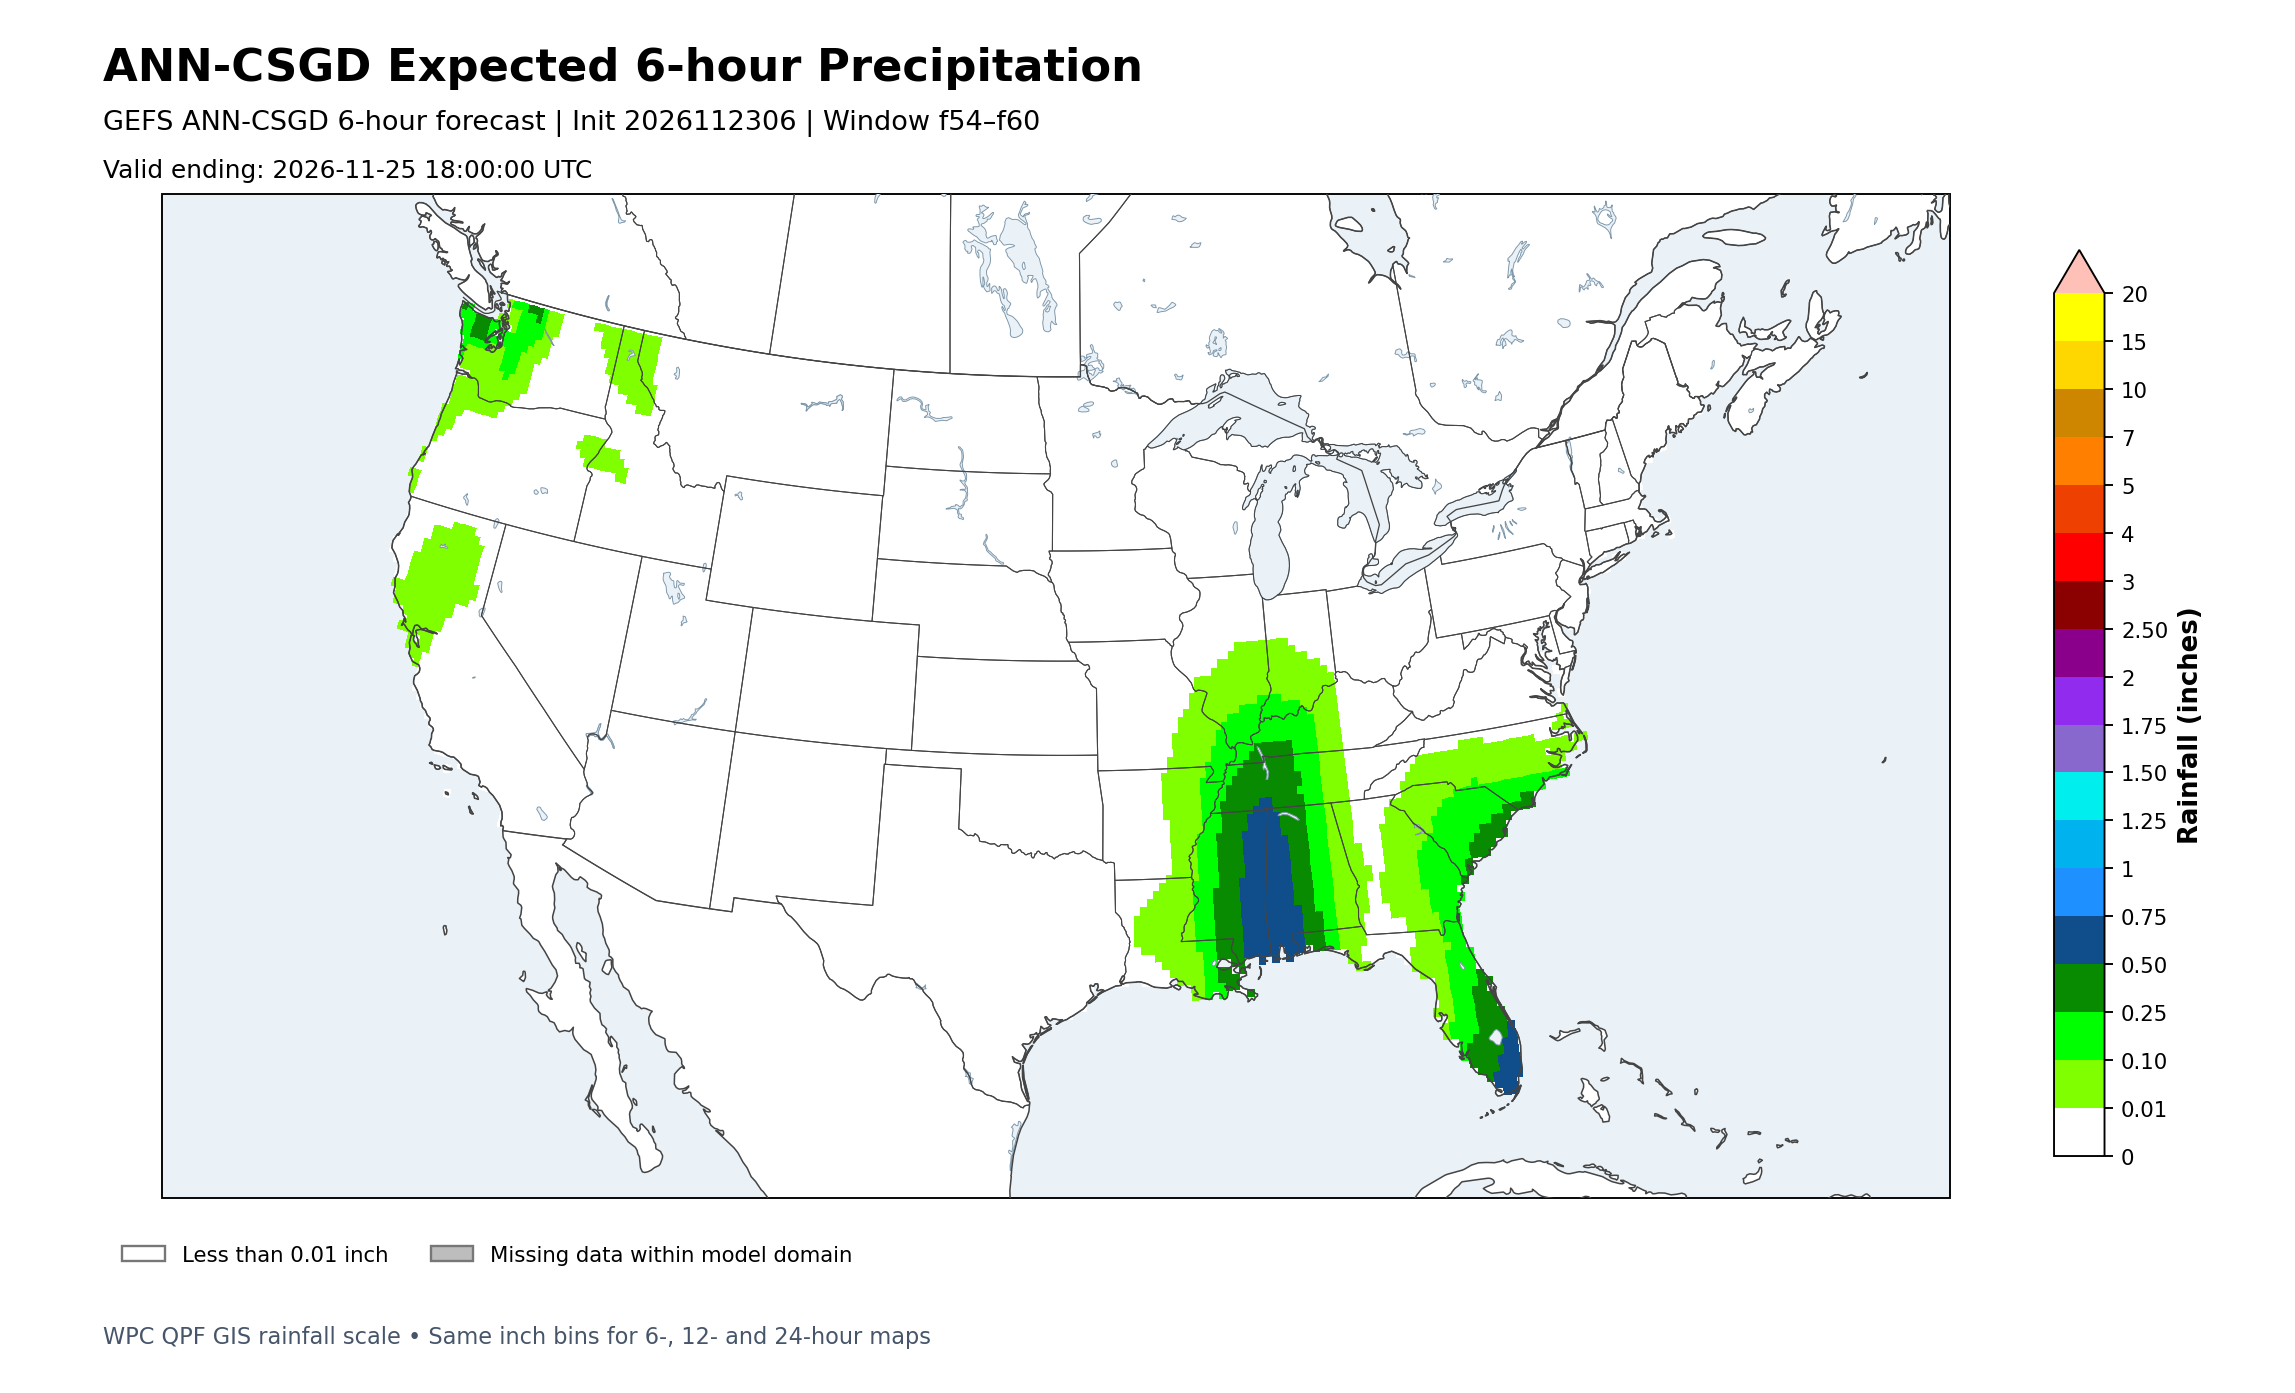 ANN-CSGD Expected 6-hour Precipitation
GEFS ANN-CSGD 6-hour forecast | Init 2026112306 | Window f54–f60
Valid ending: 2026-11-25 18:00:00 UTC
20
15
10
7
5
4
3
2.50
2
1.75
1.50
1.25
1
0.75
0.50
0.25
0.10
0.01
0
Rainfall (inches)
Less than 0.01 inch
Missing data within model domain
WPC QPF GIS rainfall scale • Same inch bins for 6-, 12- and 24-hour maps